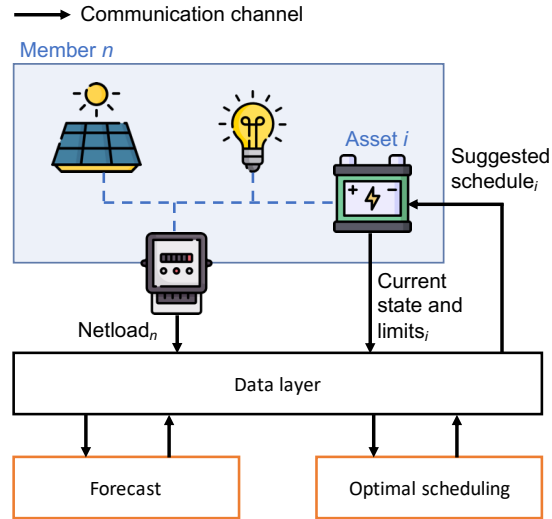 Communication channel
Member n
Asset i
Suggested
schedulei
Current
state and
limitsi
Netloadn
Data layer
Forecast
Optimal scheduling